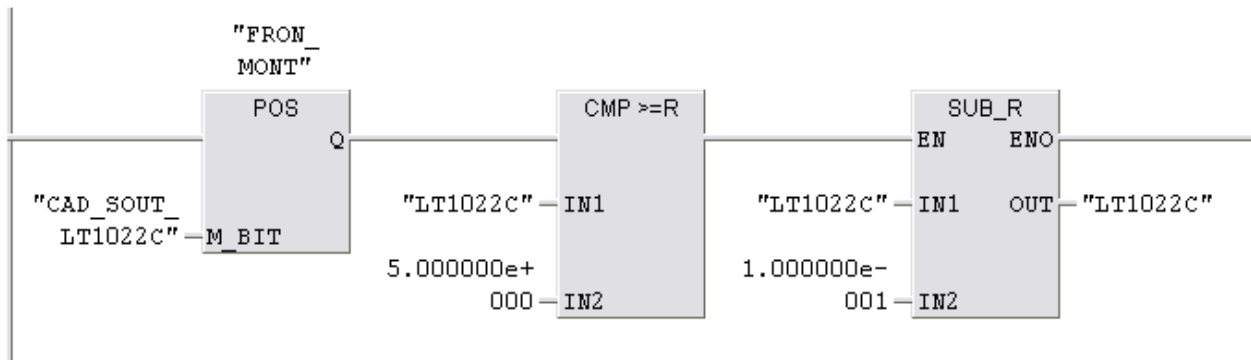 "FRON_
MONT"
POS
Q
"CAD_SOUT_
LT1022C"
M_BIT
CMP >=R
"LT1022C"
IN1
5.000000e+
000
IN2
SUB_R
EN
ENO
"LT1022C"
IN1
OUT
"LT1022C"
1.000000e-
001
IN2